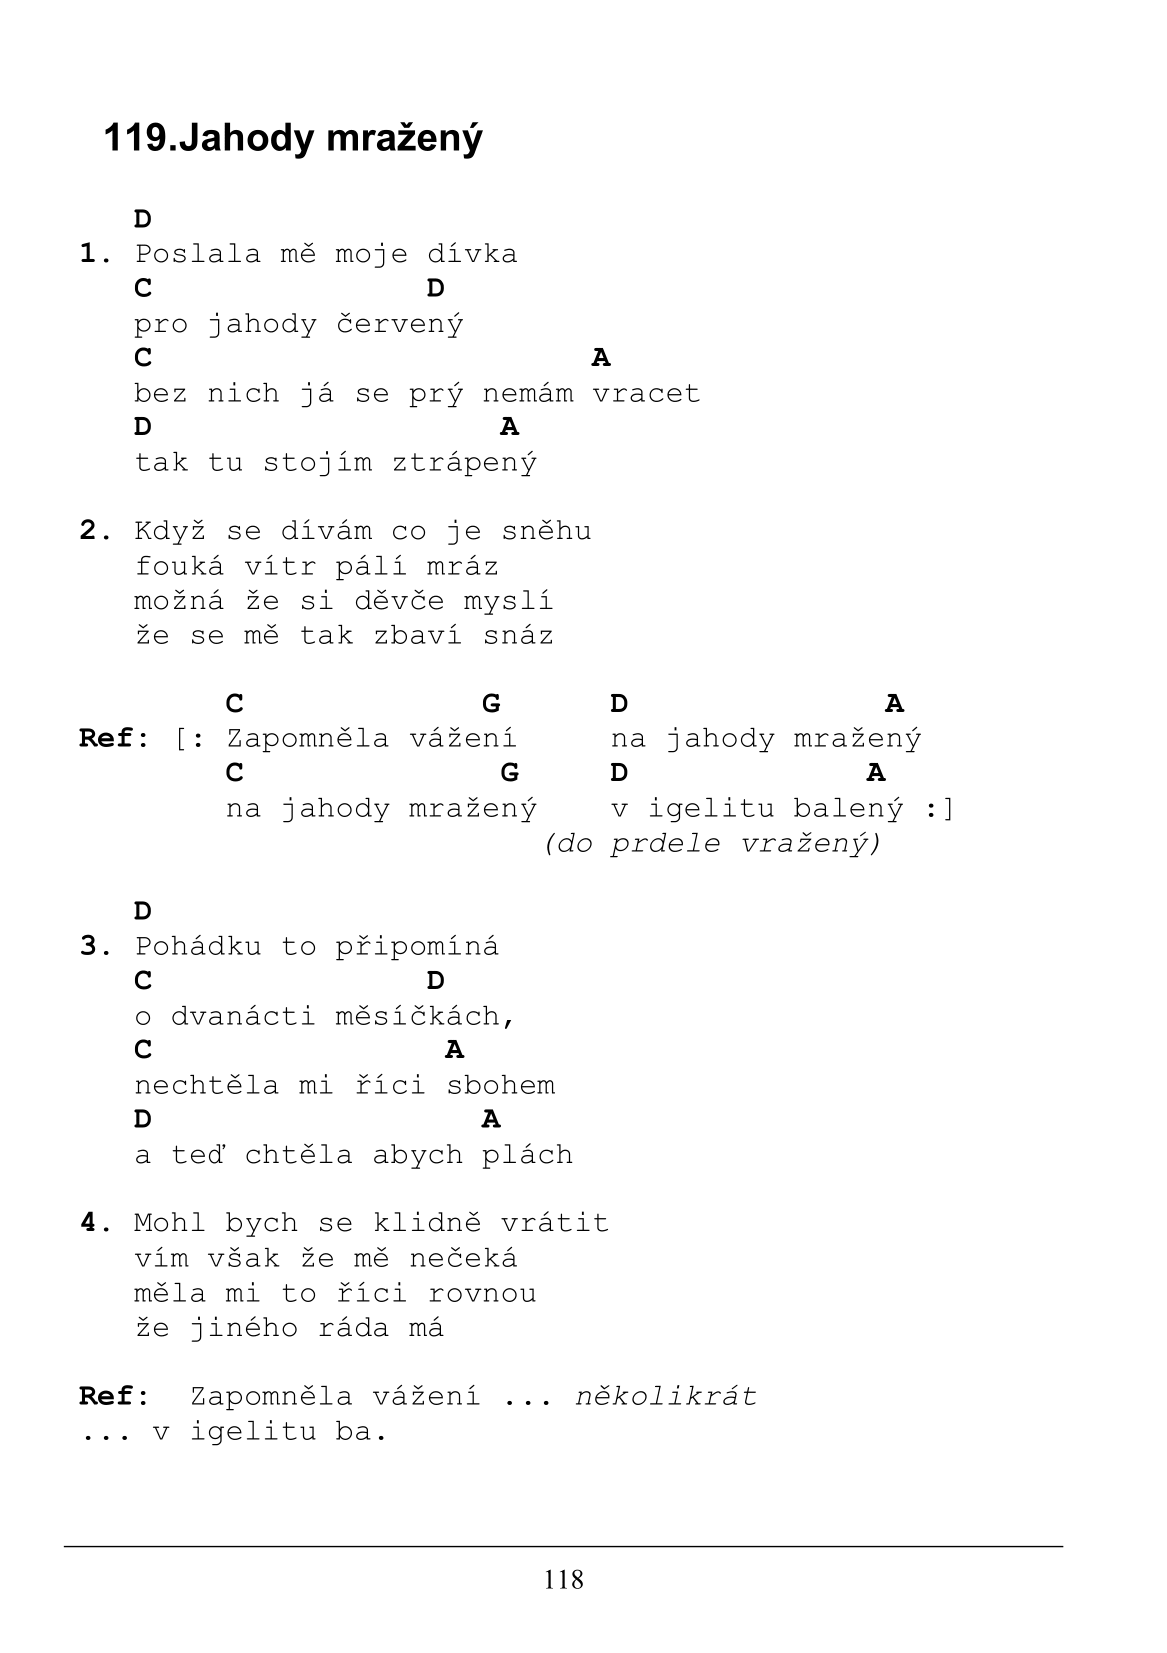 119.Jahody mražený
D
1. Poslala mě moje dívka
C D
pro jahody červený
C A
bez nich já se prý nemám vracet
D A
tak tu stojím ztrápený
2. Když se dívám co je sněhu
fouká vítr pálí mráz
možná že si děvče myslí
že se mě tak zbaví snáz
C G D A
Ref: [: Zapomněla vážení na jahody mražený
C G D A
na jahody mražený v igelitu balený :]
(do prdele vražený)
D
3. Pohádku to připomíná
C D
o dvanácti měsíčkách,
C A
nechtěla mi říci sbohem
D A
a teď chtěla abych plách
4. Mohl bych se klidně vrátit
vím však že mě nečeká
měla mi to říci rovnou
že jiného ráda má
Ref: Zapomněla vážení ... několikrát
... v igelitu ba.
118